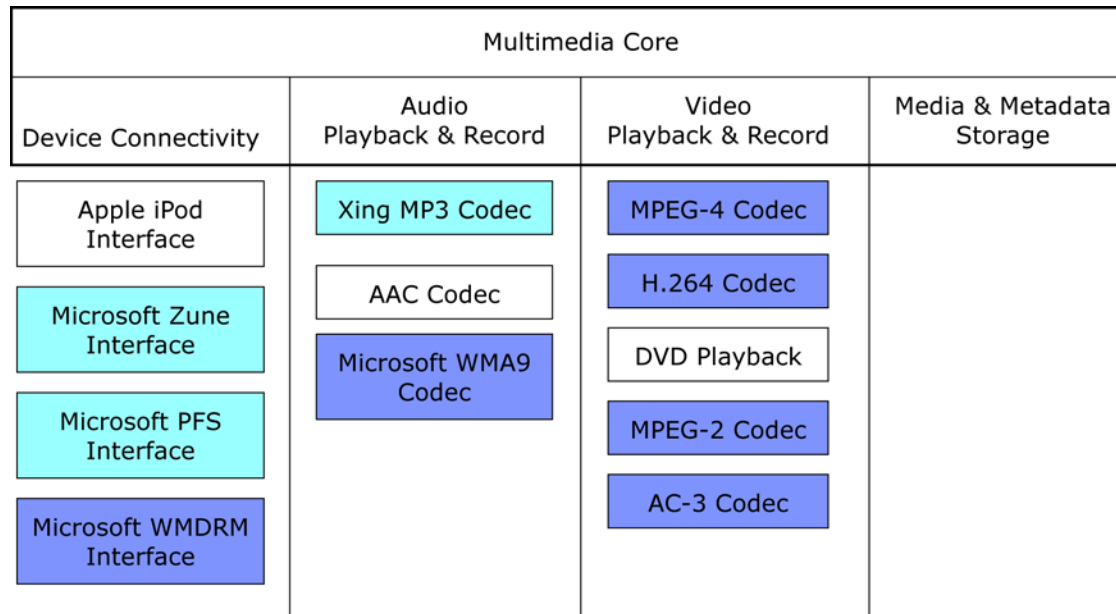 Multimedia Core
Device Connectivity
Audio
Playback & Record
Video
Playback & Record
Media & Metadata
Storage
Apple iPod
Interface
Microsoft Zune
Interface
Microsoft PFS
Interface
Microsoft WMDRM
Interface
Xing MP3 Codec
AAC Codec
Microsoft WMA9
Codec
MPEG-4 Codec
H.264 Codec
DVD Playback
MPEG-2 Codec
AC-3 Codec